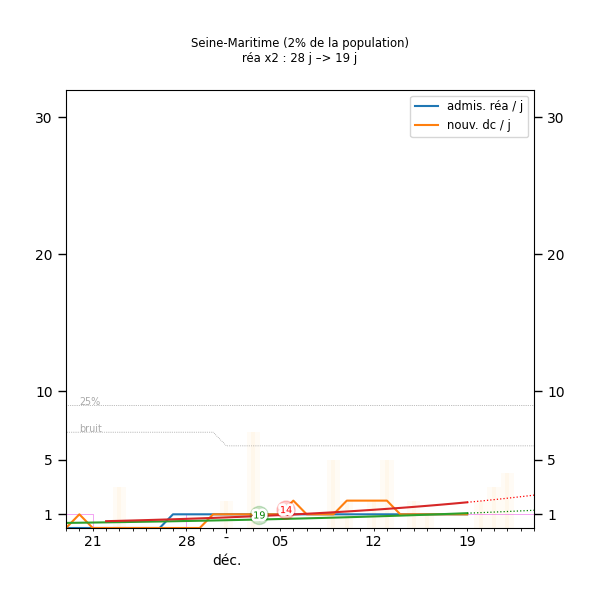 Seine-Maritime (2% de la population)
réa x2 : 28 j –> 19 j
admis. réa / j
nouv. dc / j
30 30
20 20
10 10
25%
bruit
5 5
19 14
1 1
21 28 - 05 12 19
déc.